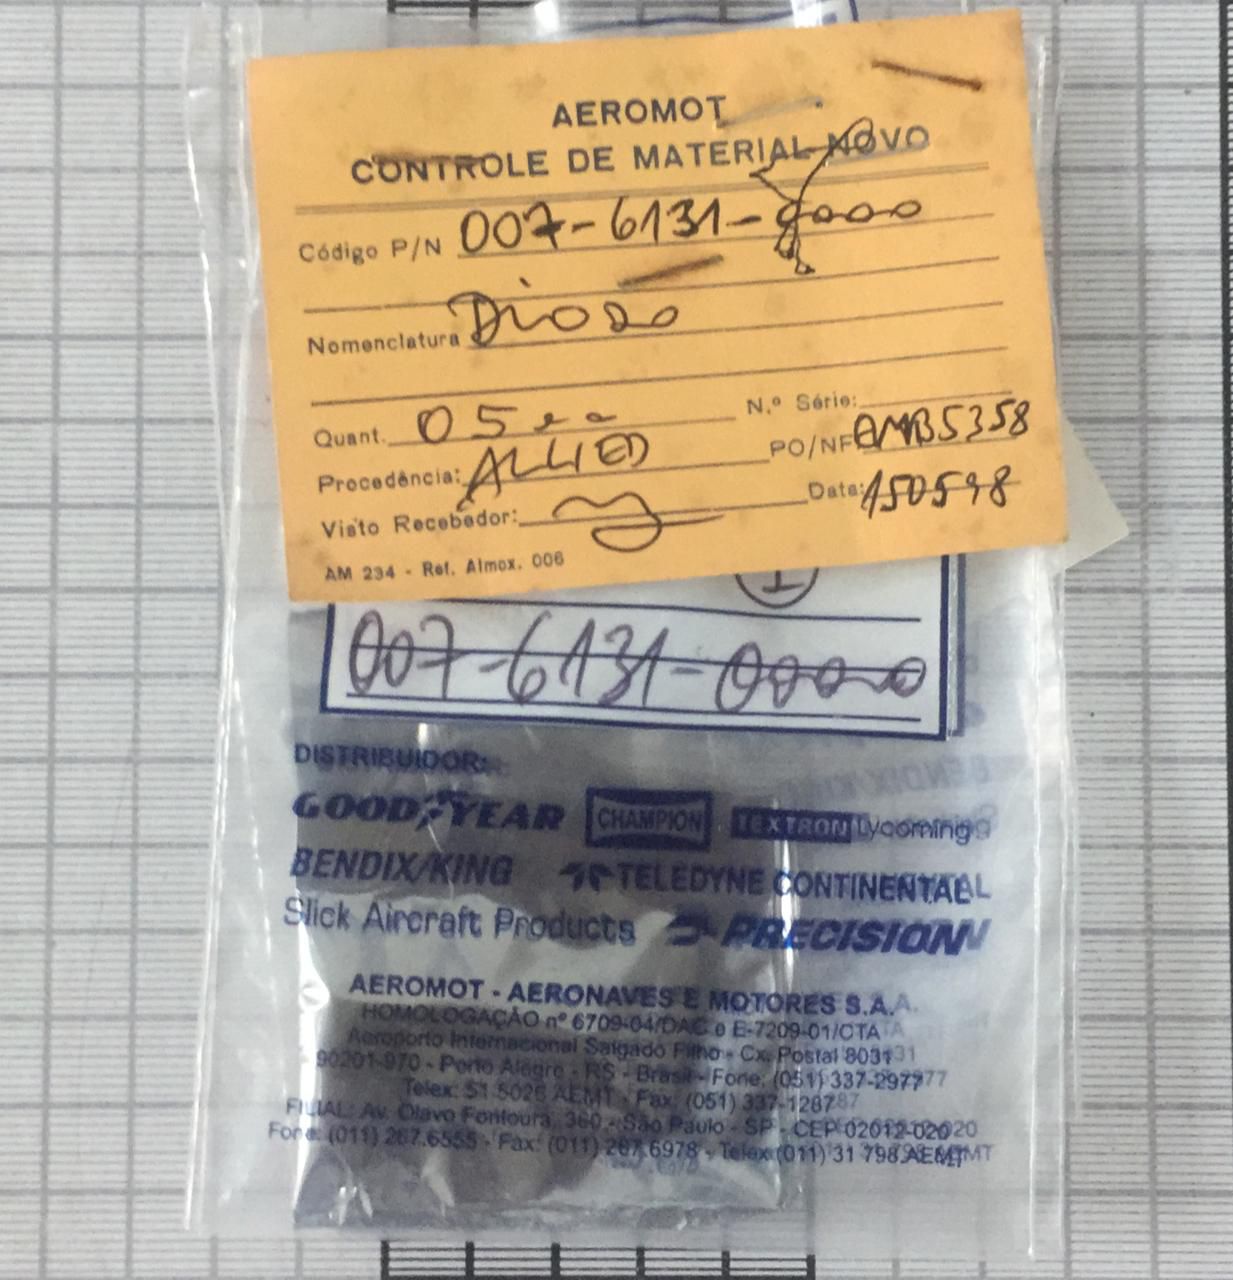 AEROMOT
CONTROLE DE MATERIAL NOVO
Código P/N 007-6131-0000
Nomenclatura Diodo
Quant. 05 ea N.º Série:
Procedência: ALLIED PO/NF AMB5358
Visto Recebedor: Data: 150598
AM 234 - Ref. Almox. 006
1
007-6131-0000
DISTRIBUIDOR:
GOODYEAR CHAMPION TEXTRON Lycoming
BENDIX/KING TELEDYNE CONTINENTAL
Slick Aircraft Products PRECISION
AEROMOT - AERONAVES E MOTORES S.A.
HOMOLOGAÇÃO nº 6709-04/DAC e E-7209-01/CTA
Aeroporto Internacional Salgado Filho - Cx. Postal 8031
90201-970 - Porto Alegre - RS - Brasil - Fone: (051) 337-2977
Telex: 51 5026 AEMT - Fax: (051) 337-1287
FILIAL: Av. Olavo Fontoura, 360 - São Paulo - SP - CEP 02012-020
Fone: (011) 267.6555 - Fax: (011) 267.6978 - Telex (011) 31 798 AEMT